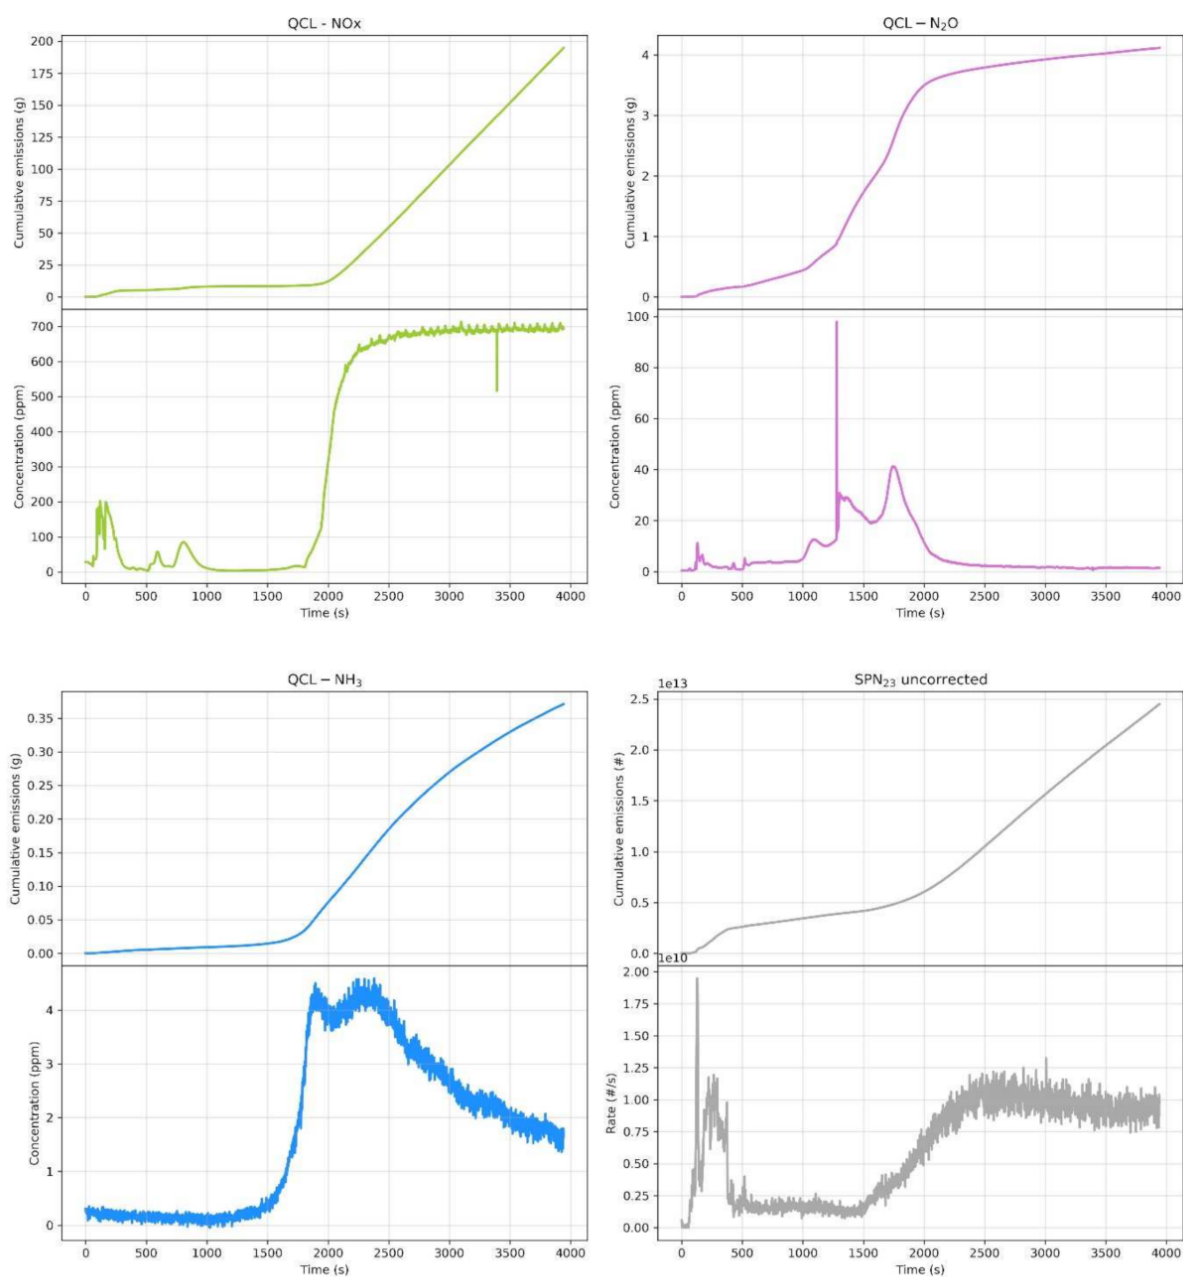 QCL - NOx
Cumulative emissions (g)
200
175
150
125
100
75
50
25
0
Concentration (ppm)
700
600
500
400
300
200
100
0
0 500 1000 1500 2000 2500 3000 3500 4000
Time (s)
QCL – N₂O
Cumulative emissions (g)
4
3
2
1
0
Concentration (ppm)
100
80
60
40
20
0
0 500 1000 1500 2000 2500 3000 3500 4000
Time (s)
QCL – NH₃
Cumulative emissions (g)
0.35
0.30
0.25
0.20
0.15
0.10
0.05
0.00
Concentration (ppm)
4
3
2
1
0
0 500 1000 1500 2000 2500 3000 3500 4000
Time (s)
SPN₂₃ uncorrected
1e13
Cumulative emissions (#)
2.5
2.0
1.5
1.0
0.5
0.0
1e10
Rate (#/s)
2.00
1.75
1.50
1.25
1.00
0.75
0.50
0.25
0.00
0 500 1000 1500 2000 2500 3000 3500 4000
Time (s)